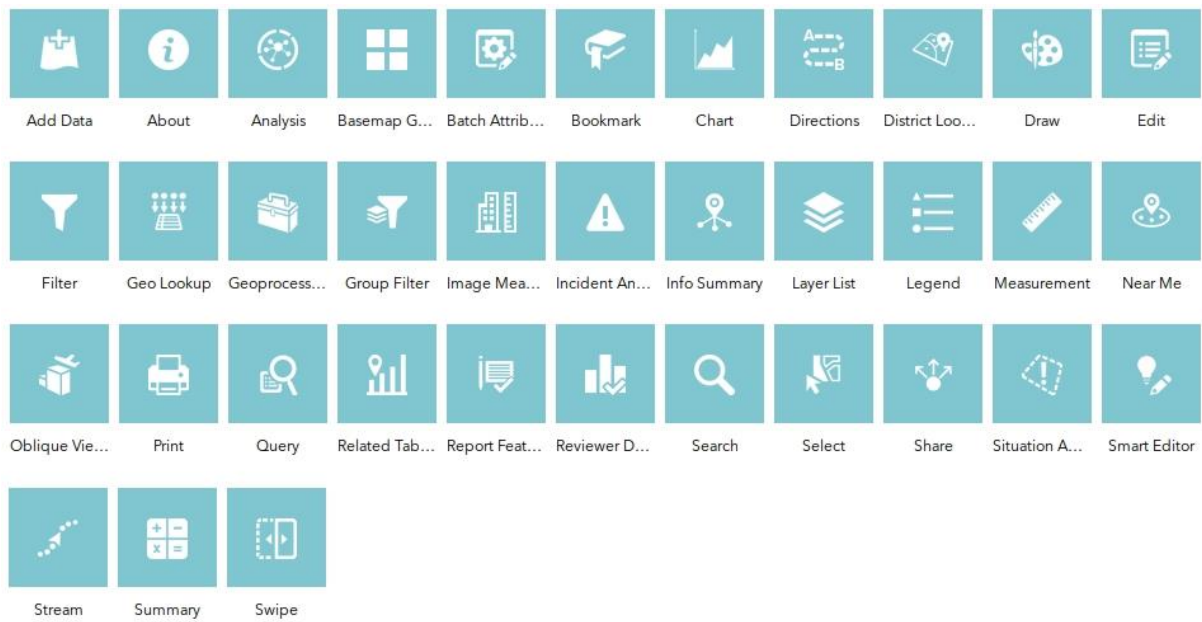 Add Data About Analysis Basemap G... Batch Attrib... Bookmark Chart Directions District Loo... Draw Edit
Filter Geo Lookup Geoprocess... Group Filter Image Mea... Incident An... Info Summary Layer List Legend Measurement Near Me
Oblique Vie... Print Query Related Tab... Report Feat... Reviewer D... Search Select Share Situation A... Smart Editor
Stream Summary Swipe